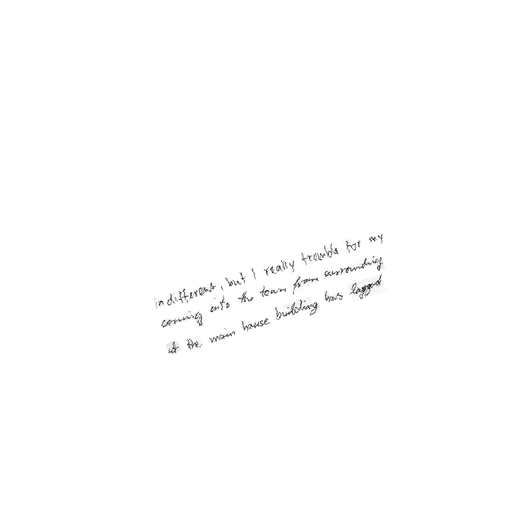 indifferent, but I really tremble for my
coming into the town from surrounding
at the main house building has lagged